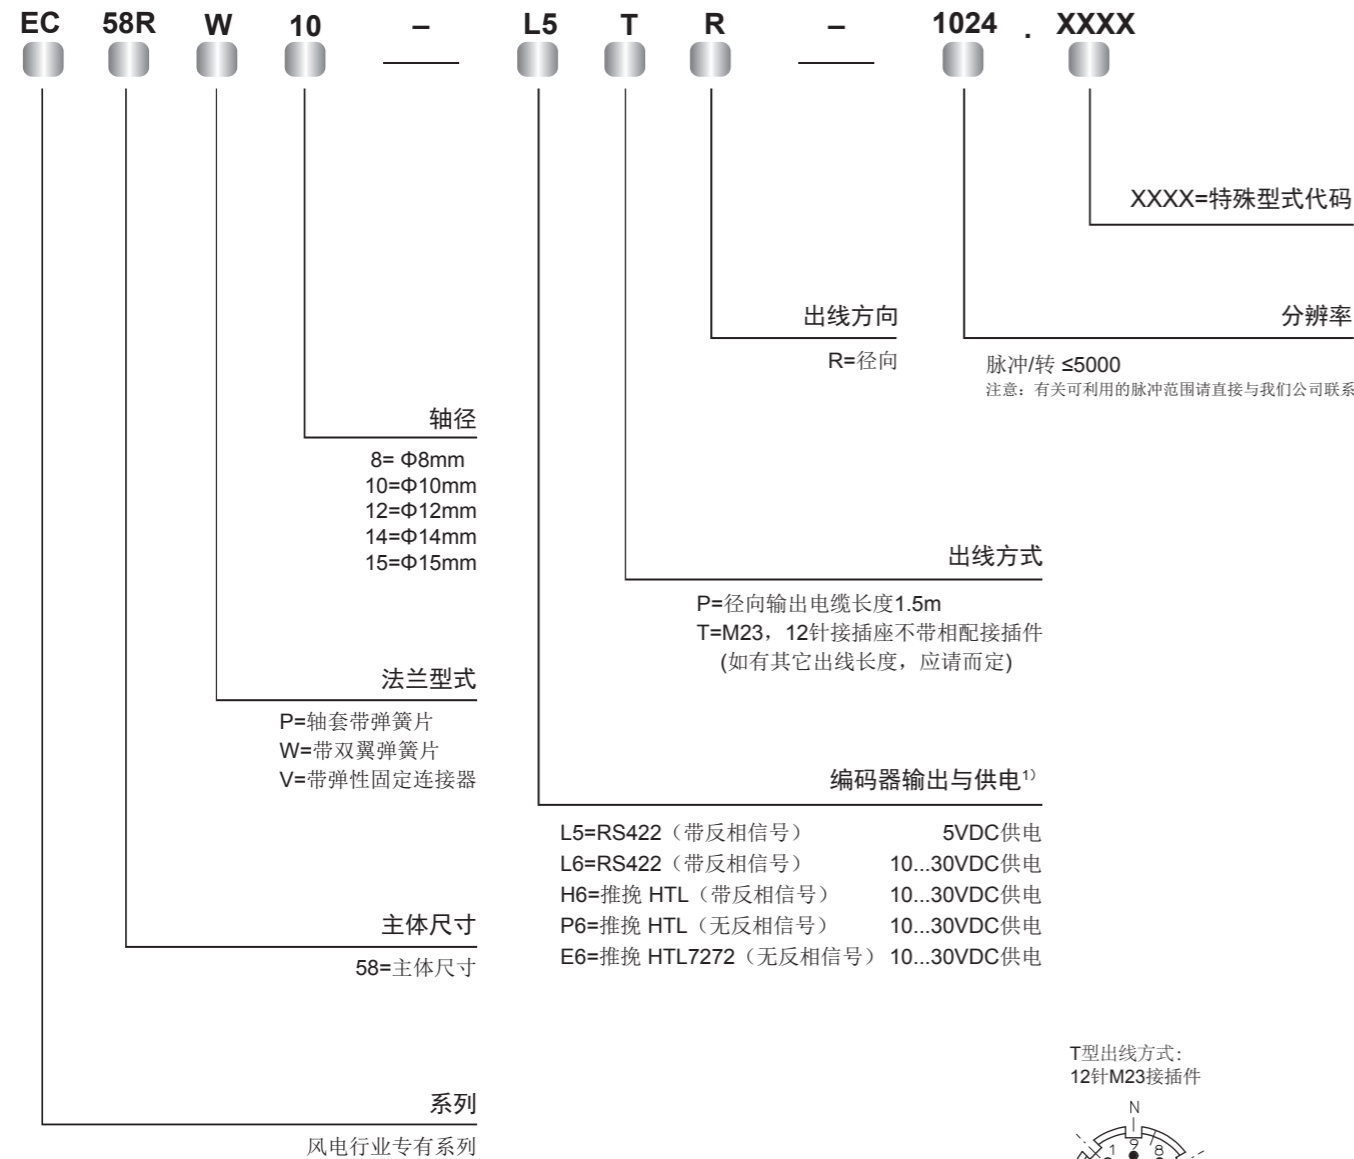 EC 58R W 10 – L5 T R – 1024 . XXXX
XXXX=特殊型式代码
出线方向
R=径向
分辨率
脉冲/转 ≤5000
注意：有关可利用的脉冲范围请直接与我们公司联系
轴径
8= Φ8mm
10=Φ10mm
12=Φ12mm
14=Φ14mm
15=Φ15mm
出线方式
P=径向输出电缆长度1.5m
T=M23，12针接插座不带相配接插件
(如有其它出线长度，应请而定)
法兰型式
P=轴套带弹簧片
W=带双翼弹簧片
V=带弹性固定连接器
编码器输出与供电1)
L5=RS422（带反相信号） 5VDC供电
L6=RS422（带反相信号） 10...30VDC供电
H6=推挽 HTL（带反相信号） 10...30VDC供电
P6=推挽 HTL（无反相信号） 10...30VDC供电
E6=推挽 HTL7272（无反相信号） 10...30VDC供电
主体尺寸
58=主体尺寸
系列
风电行业专有系列
T型出线方式：
12针M23接插件
N
1 9 8